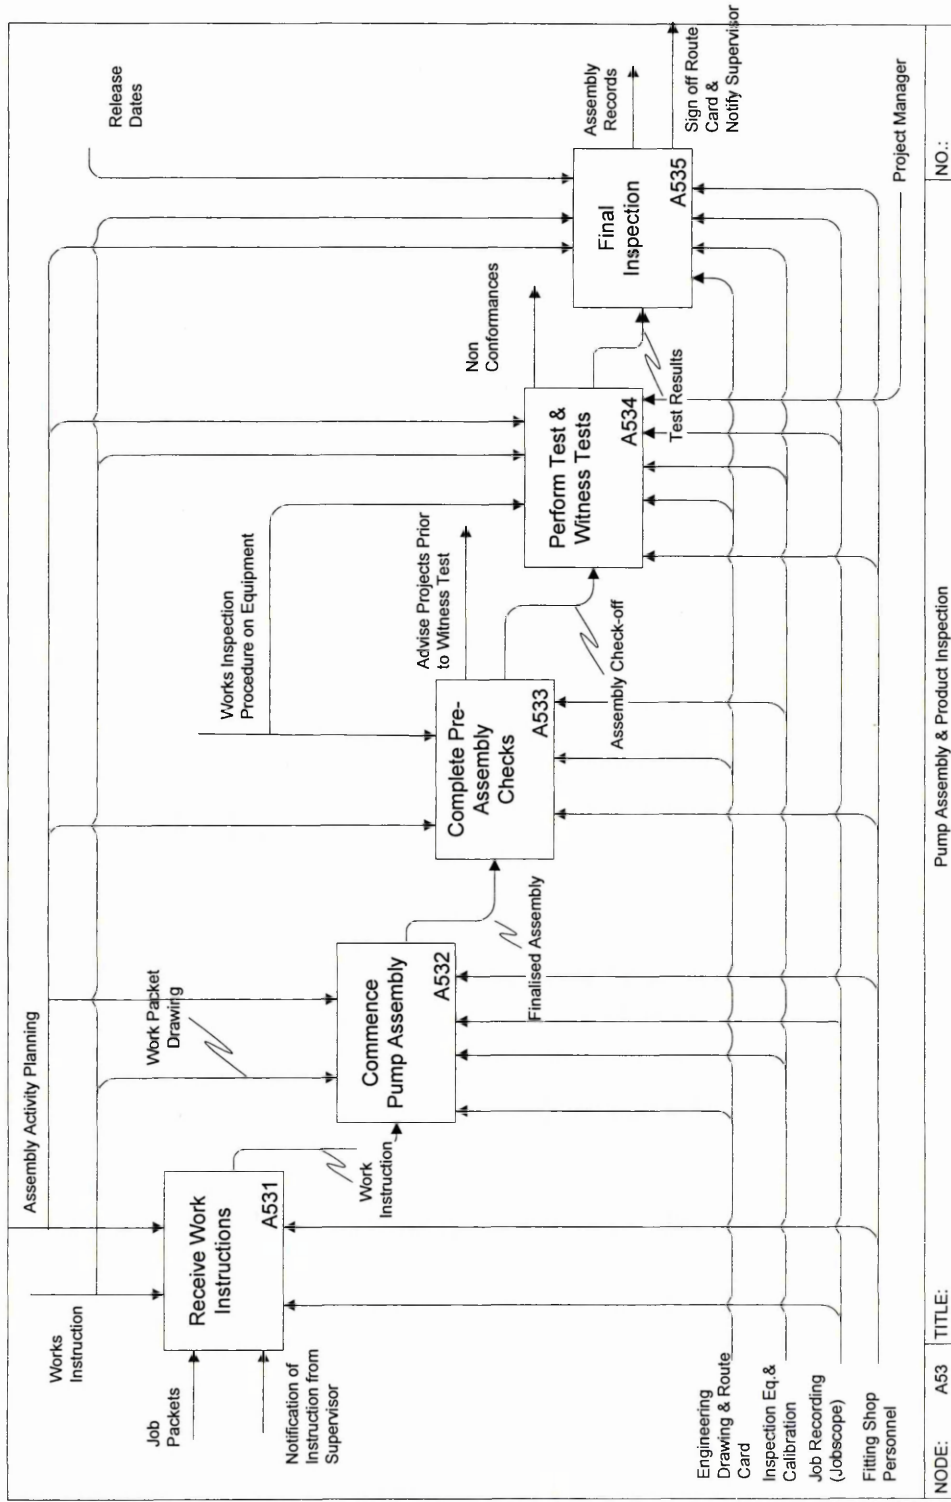 Assembly Activity Planning
Works
Instruction
Release
Dates
Work Packet
Drawing
Works Inspection
Procedure on Equipment
Job
Packets
Notification of
Instruction from
Supervisor
Receive Work
Instructions
A531
Work
Instruction
Commence
Pump Assembly
A532
Finalised Assembly
Complete Pre-
Assembly
Checks
A533
Advise Projects Prior
to Witness Test
Assembly Check-off
Perform Test &
Witness Tests
A534
Non
Conformances
Test Results
Final
Inspection
A535
Assembly
Records
Sign off Route
Card &
Notify Supervisor
Project Manager
Engineering
Drawing & Route
Card
Inspection Eq.&
Calibration
Job Recording
(Jobscope)
Fitting Shop
Personnel
NODE: A53
TITLE: Pump Assembly & Product Inspection
NO.: